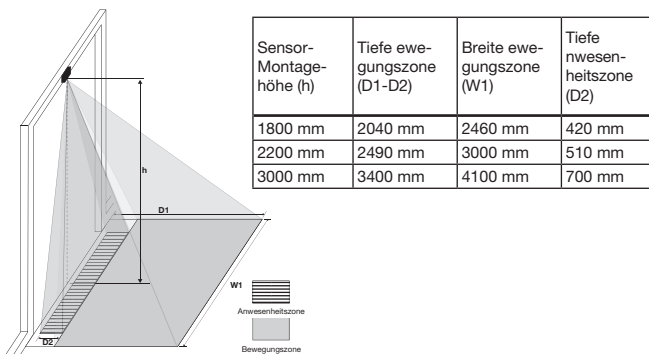 Sensor-
Montage-
höhe (h)
Tiefe ewe-
gungszone
(D1-D2)
Breite ewe-
gungszone
(W1)
Tiefe
nwesen-
heitszone
(D2)
1800 mm 2040 mm 2460 mm 420 mm
2200 mm 2490 mm 3000 mm 510 mm
3000 mm 3400 mm 4100 mm 700 mm
h
D1
W1
D2
Anwesenheitszone
Bewegungszone